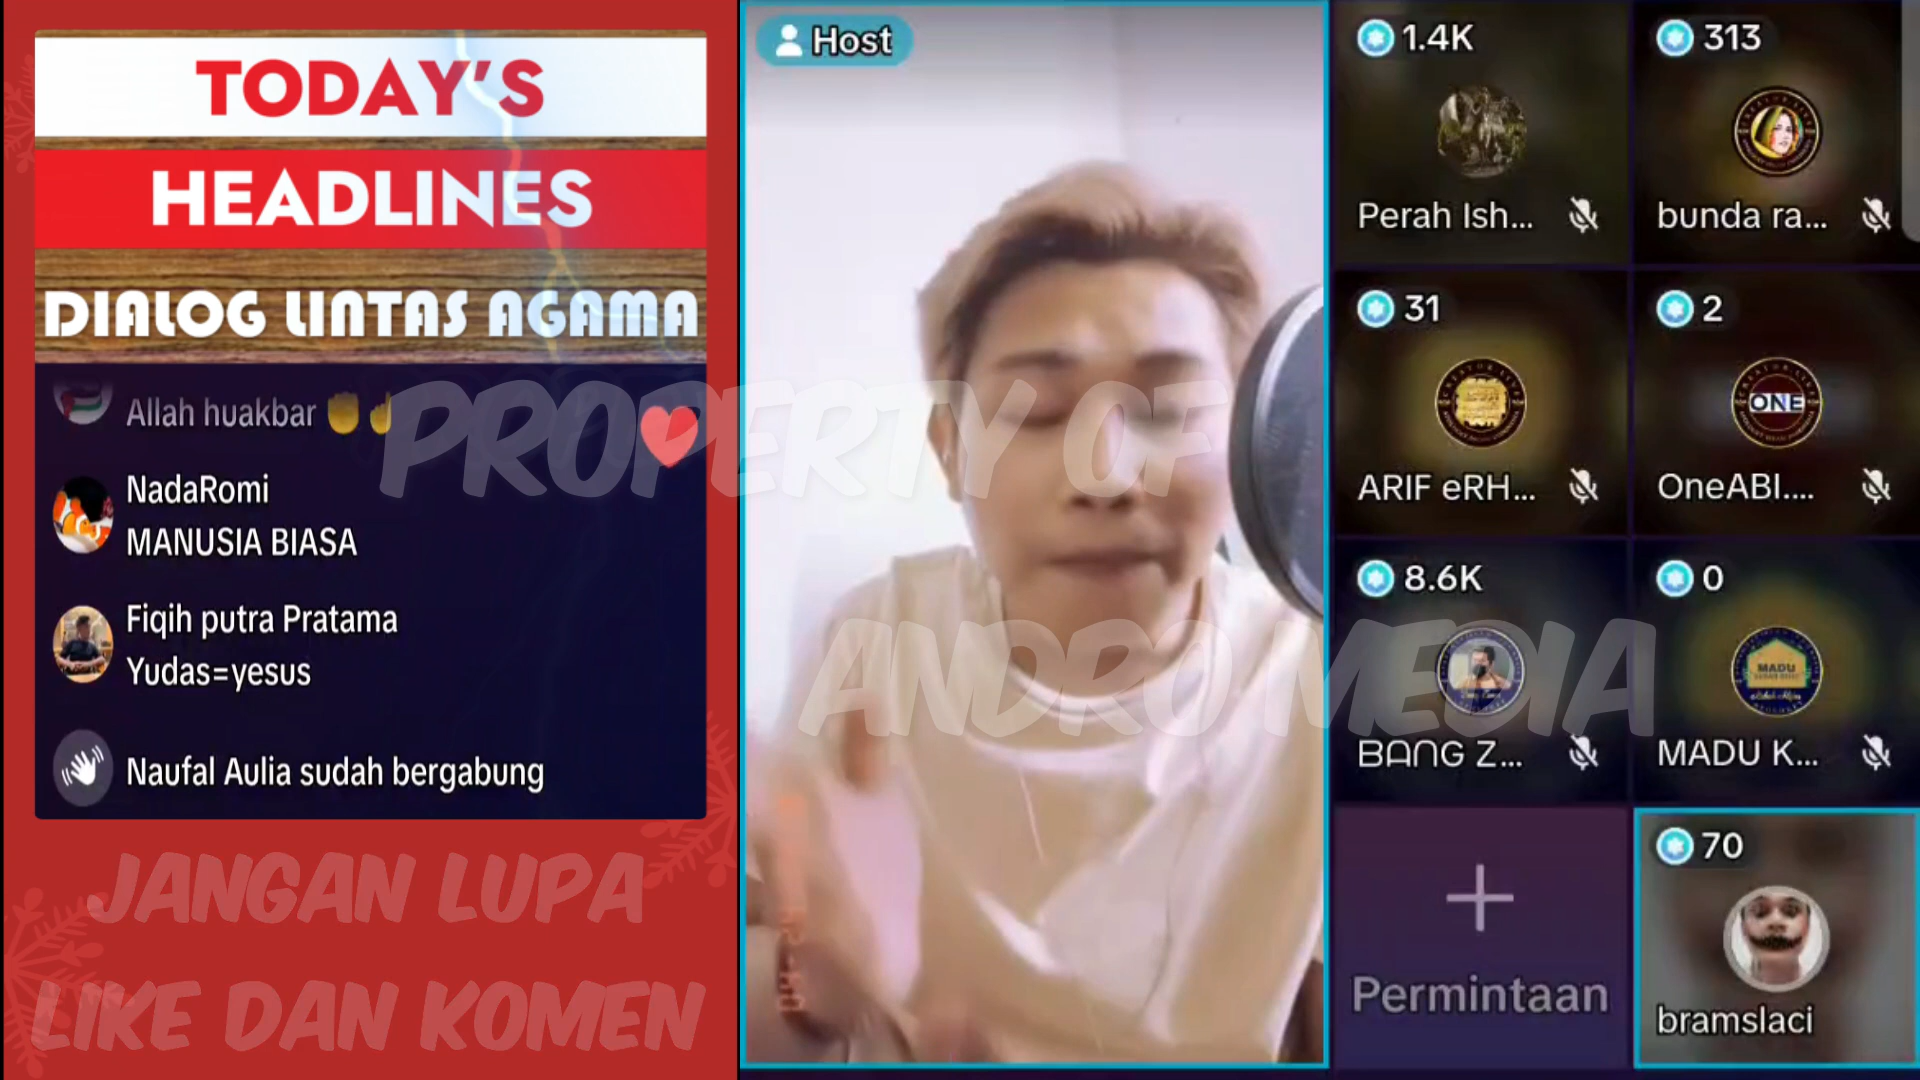 TODAY'S
HEADLINES
DIALOG LINTAS AGAMA
Allah huakbar ✊☝
NadaRomi
MANUSIA BIASA
Fiqih putra Pratama
Yudas=yesus
Naufal Aulia sudah bergabung
JANGAN LUPA
LIKE DAN KOMEN
PROPERTY OF
ANDRO MEDIA
Host
1.4K
Perah Ish...
313
bunda ra...
31
ARIF eRH...
ONE
2
OneABI....
8.6K
BANG Z...
0
MADU
MADU K...
Permintaan
70
bramslaci